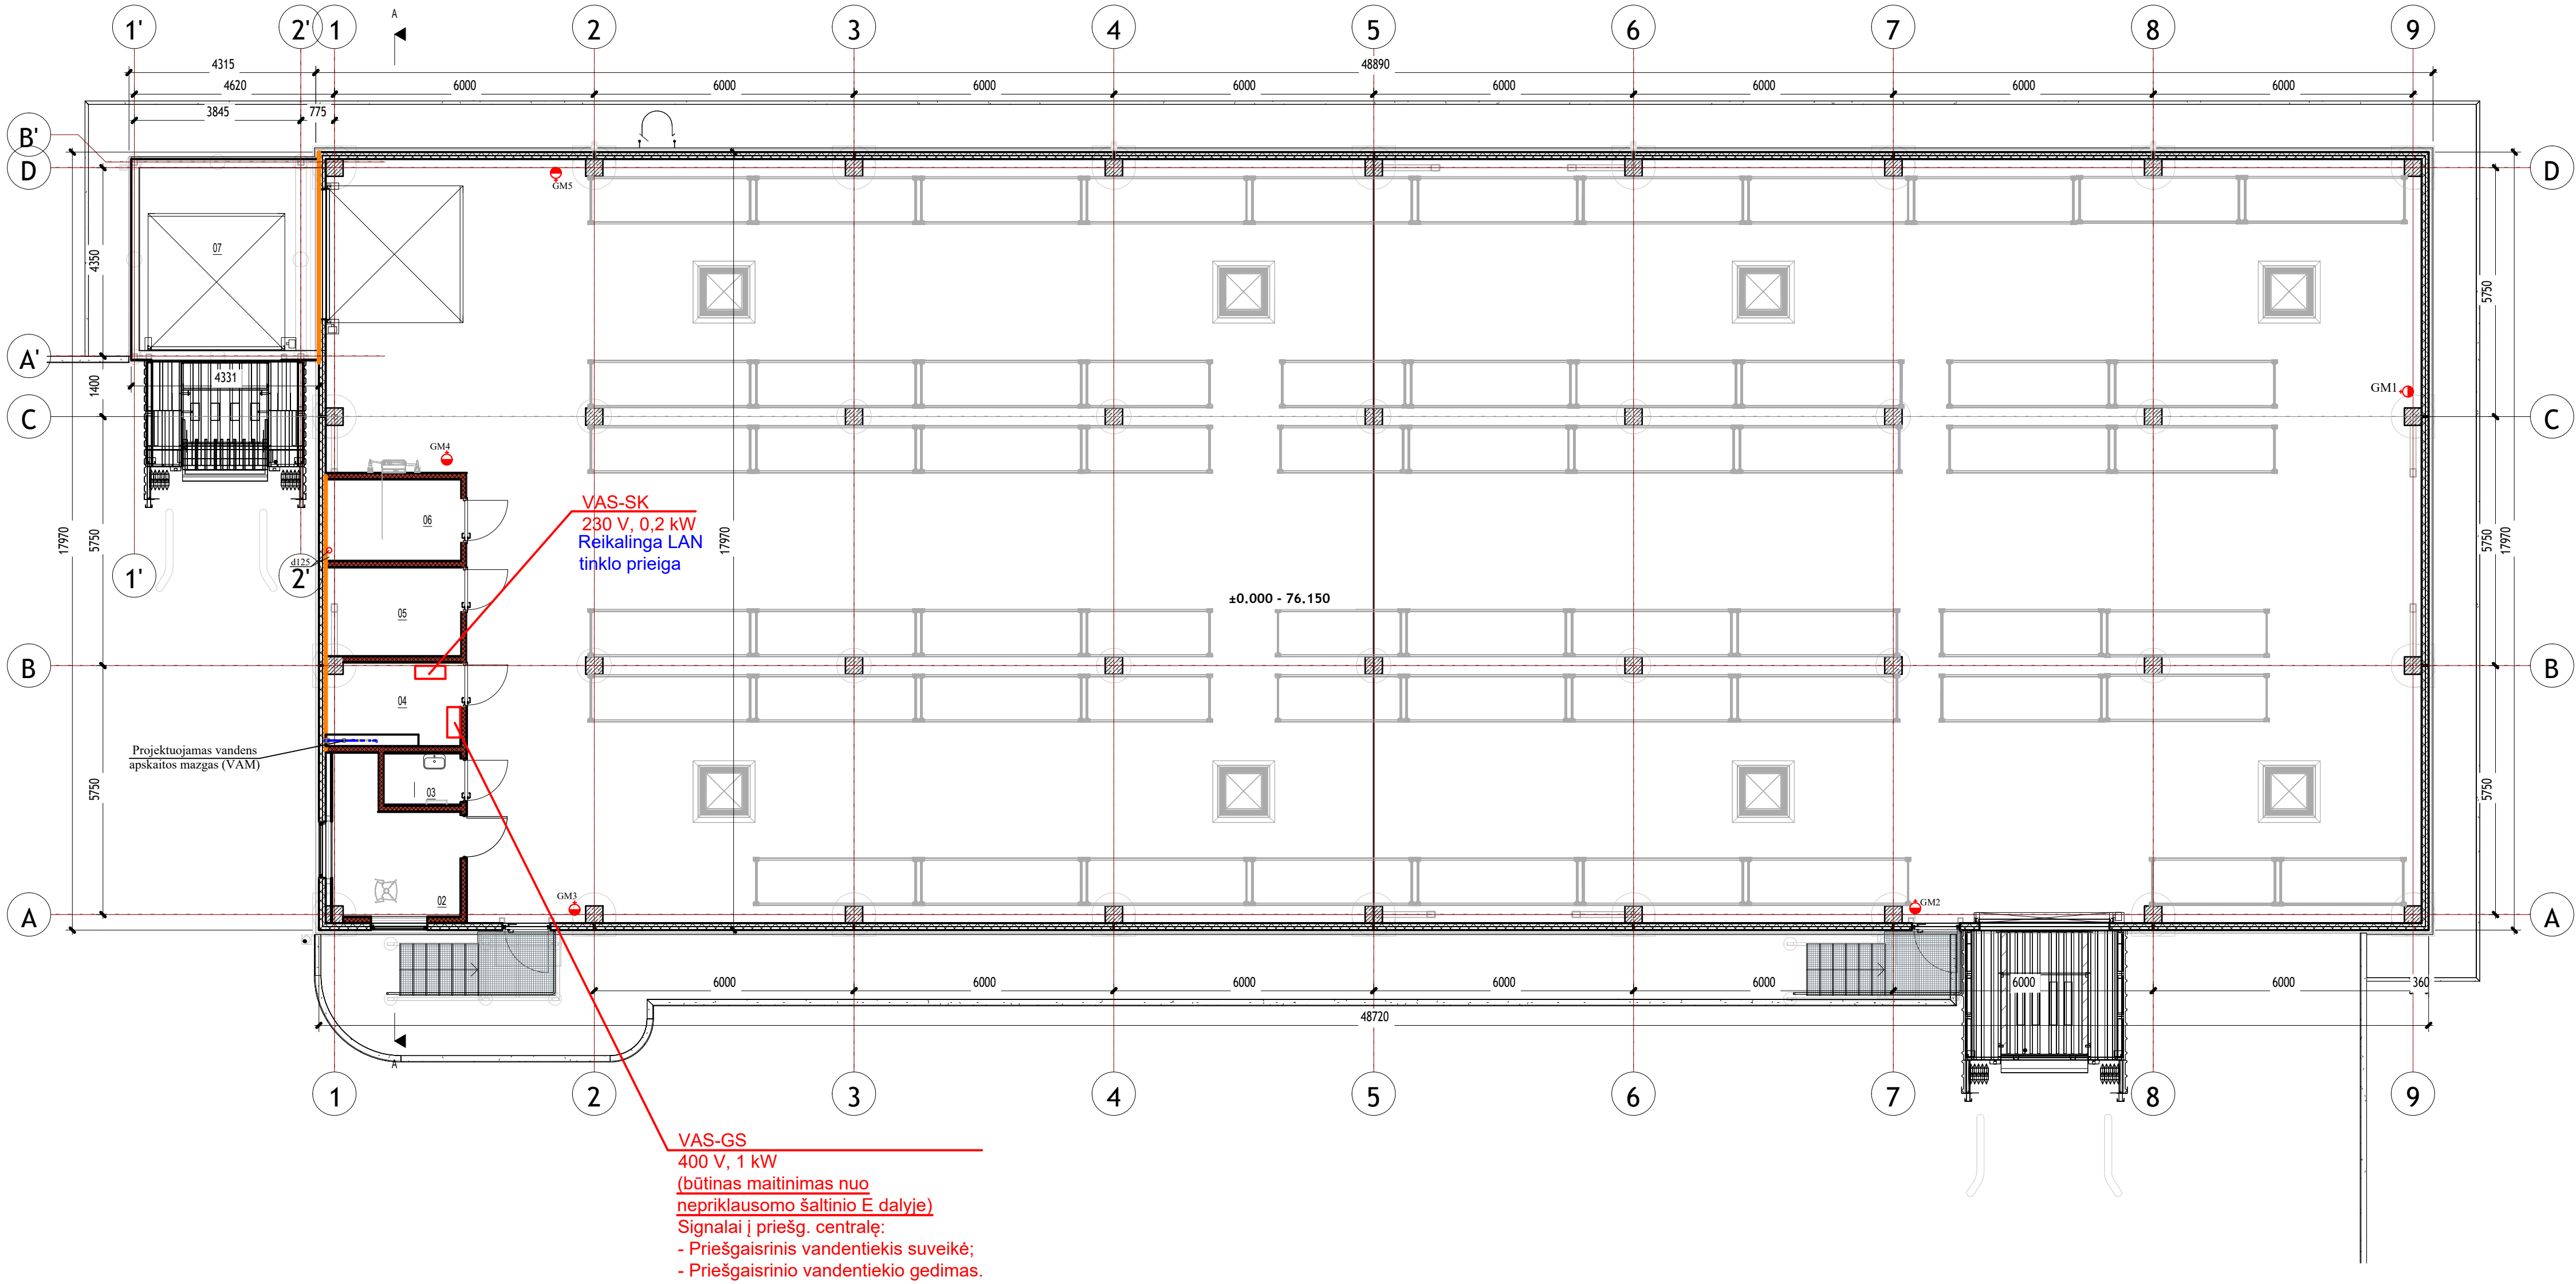 A
1' 2' 1 2 3 4 5 6 7 8 9
4315 48890
4620 6000 6000 6000 6000 6000 6000 6000 6000
3845 775
B'
D D
GM5
07
4350 5750
A'
4331
1400
GM1
C C
GM4
VAS-SK
230 V, 0,2 kW
Reikalinga LAN
tinklo prieiga
06
17970 5750 17970 5750 17970
d125
1' 2'
05
±0.000 - 76.150
B B
04
Projektuojamas vandens
apskaitos mazgas (VAM)
5750 5750
03
02
GM3
GM2
A A
6000 6000 6000 6000 6000 6000 6000 360
48720
A
1 2 3 4 5 6 7 8 9
VAS-GS
400 V, 1 kW
(būtinas maitinimas nuo
nepriklausomo šaltinio E dalyje)
Signalai į priešg. centralę:
- Priešgaisrinis vandentiekis suveikė;
- Priešgaisrinio vandentiekio gedimas.